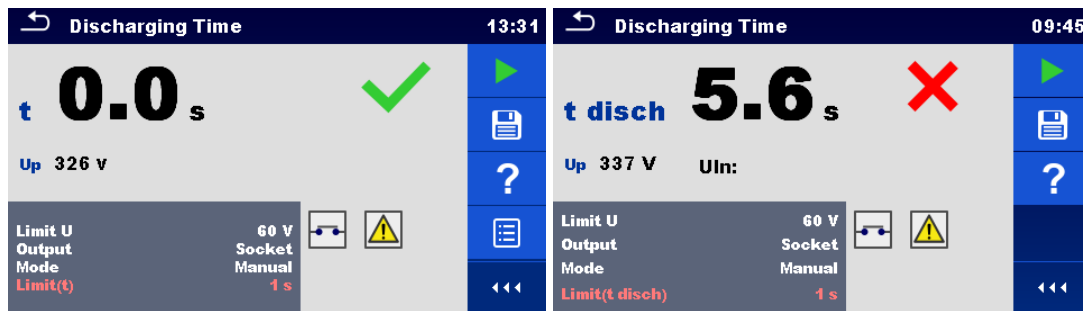 Discharging Time 13:31
t 0.0 s
Up 326 V
?
Limit U 60 V
Output Socket
Mode Manual
Limit(t) 1 s
Discharging Time 09:45
t disch 5.6 s
Up 337 V Uln:
?
Limit U 60 V
Output Socket
Mode Manual
Limit(t disch) 1 s